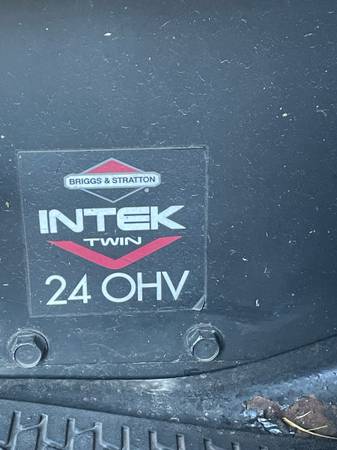 BRIGGS & STRATTON
INTEK
TWIN
24 OHV